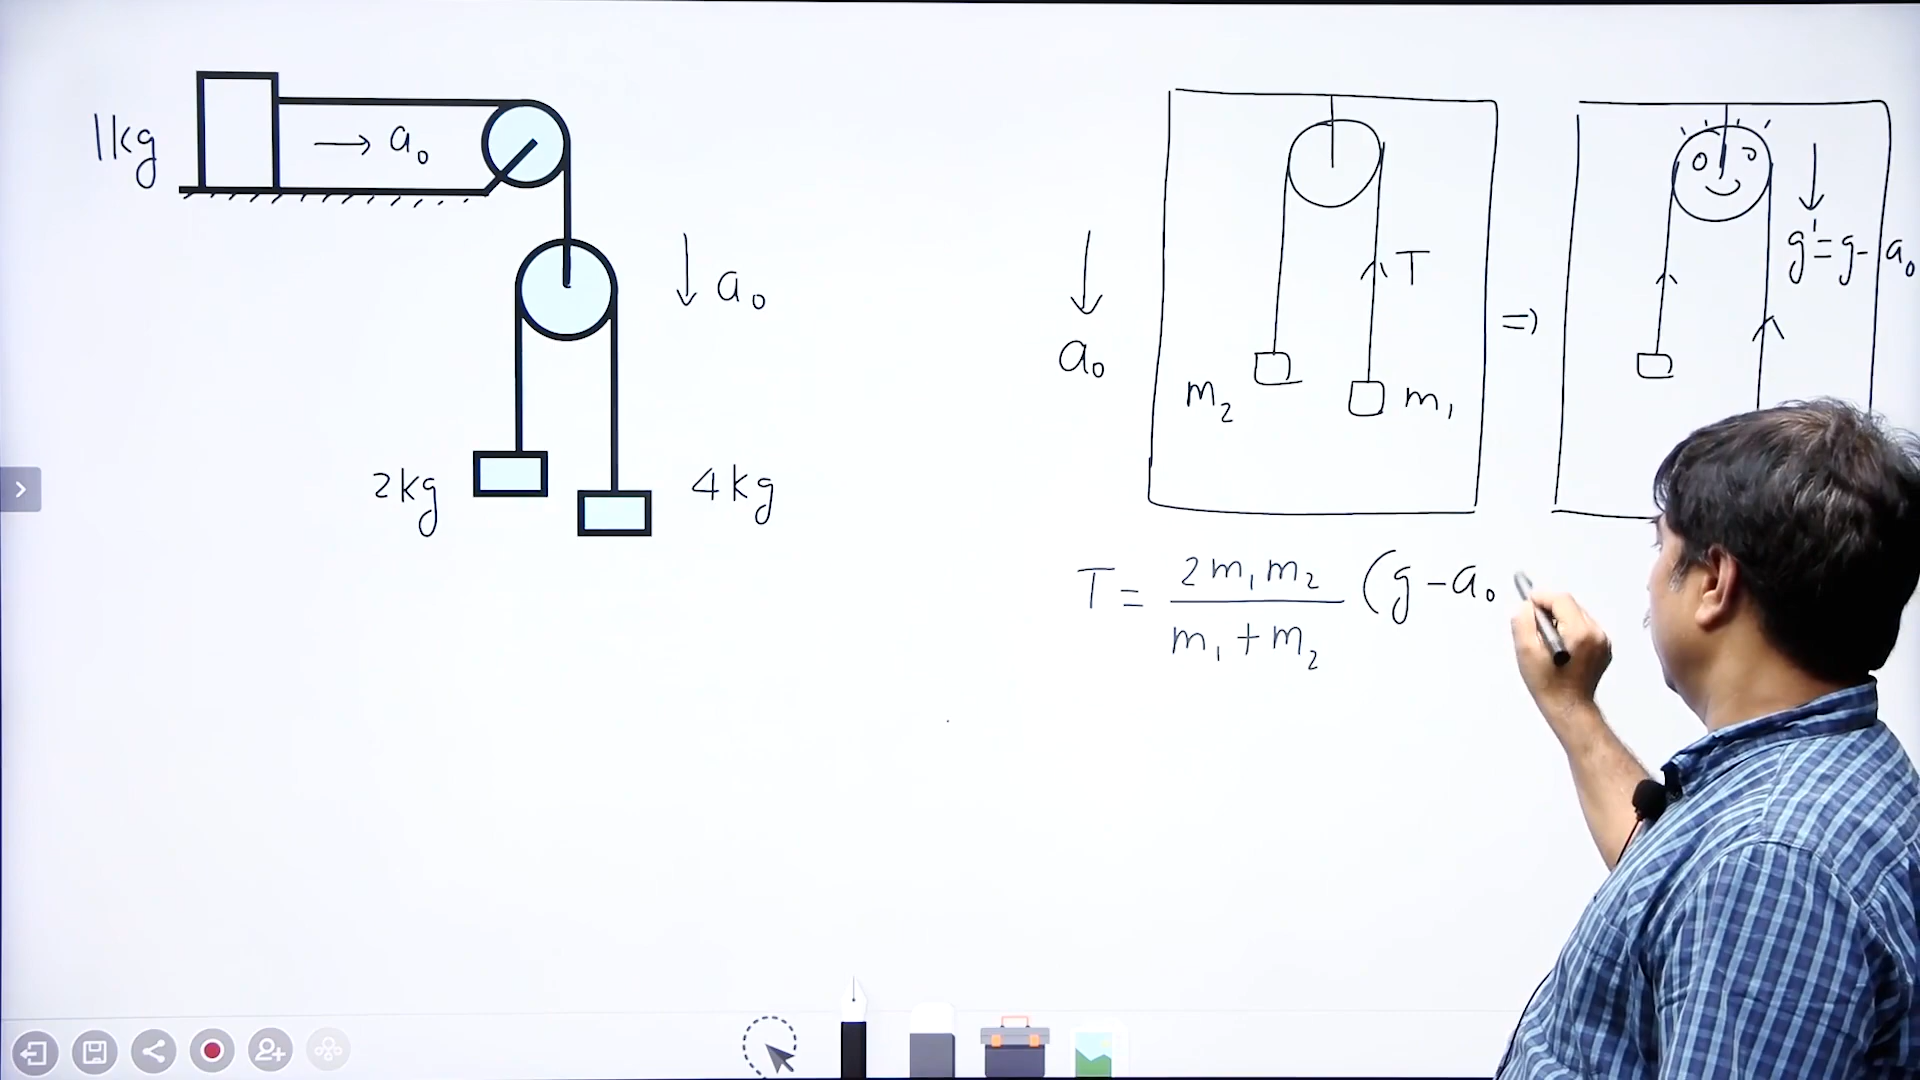 1kg
→ a₀
↓ a₀
2kg
4kg
↓ a₀
T
m₂
m₁
⇒
↓ g' = g - a₀
T = 2m₁m₂ / m₁ + m₂ (g - a₀